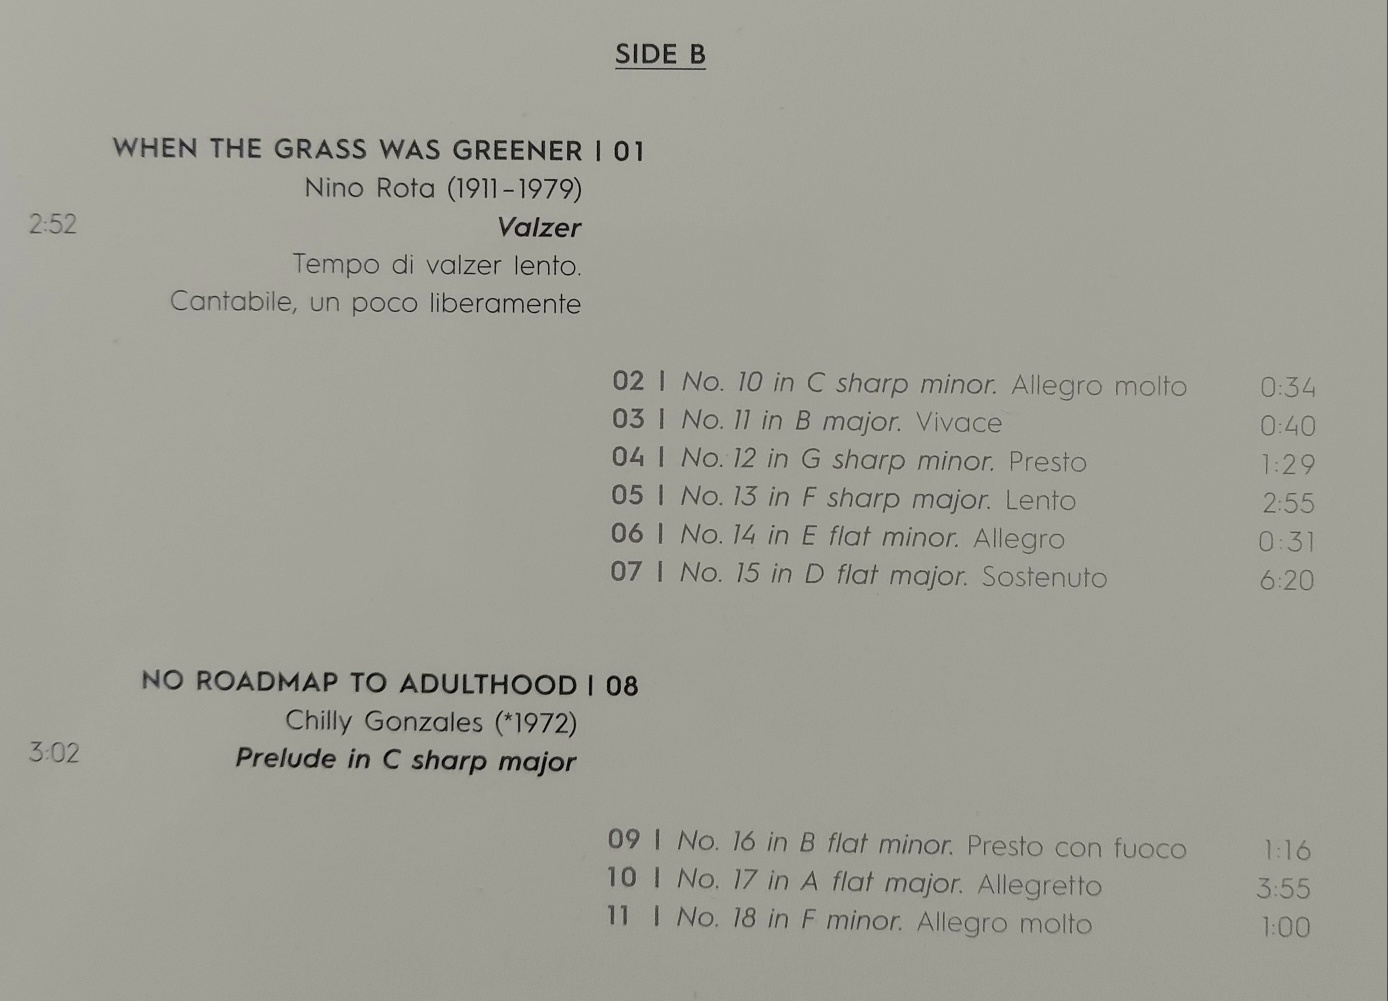 SIDE B
WHEN THE GRASS WAS GREENER | 01
Nino Rota (1911–1979)
2:52 Valzer
Tempo di valzer lento.
Cantabile, un poco liberamente
02 | No. 10 in C sharp minor. Allegro molto 0:34
03 | No. 11 in B major. Vivace 0:40
04 | No. 12 in G sharp minor. Presto 1:29
05 | No. 13 in F sharp major. Lento 2:55
06 | No. 14 in E flat minor. Allegro 0:31
07 | No. 15 in D flat major. Sostenuto 6:20
NO ROADMAP TO ADULTHOOD | 08
Chilly Gonzales (*1972)
3:02 Prelude in C sharp major
09 | No. 16 in B flat minor. Presto con fuoco 1:16
10 | No. 17 in A flat major. Allegretto 3:55
11 | No. 18 in F minor. Allegro molto 1:00